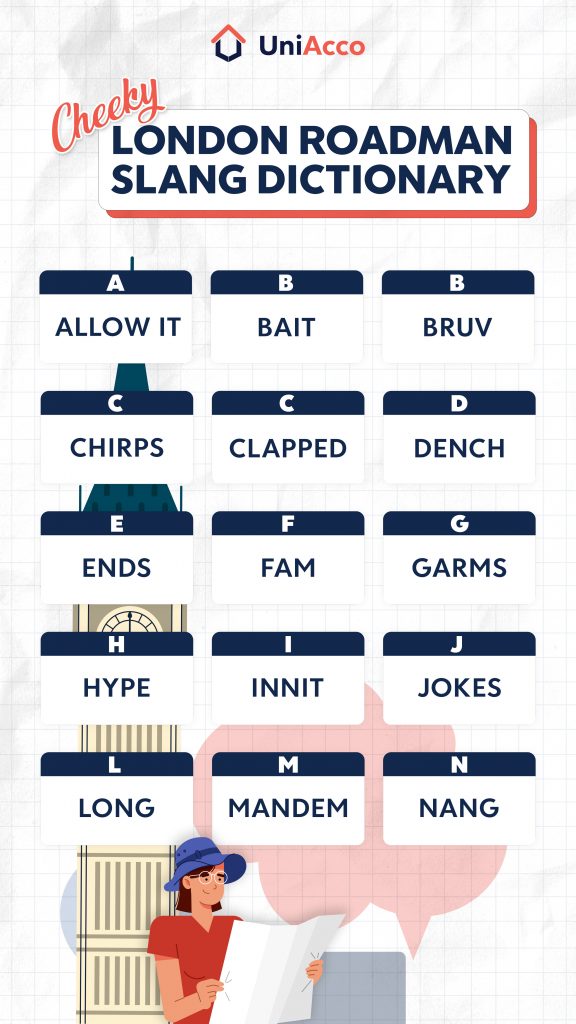 UniAcco
Cheeky
LONDON ROADMAN
SLANG DICTIONARY
A
ALLOW IT
B
BAIT
B
BRUV
C
CHIRPS
C
CLAPPED
D
DENCH
E
ENDS
F
FAM
G
GARMS
H
HYPE
I
INNIT
J
JOKES
L
LONG
M
MANDEM
N
NANG